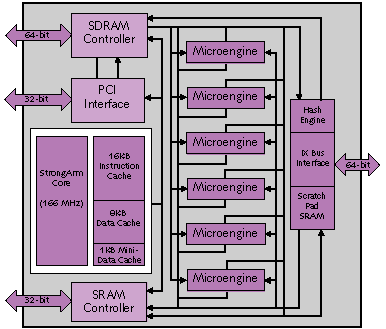 SDRAM
Controller
64-bit
PCI
Interface
32-bit
StrongArm
Core
(166 MHz)
16KB
Instruction
Cache
8KB
Data Cache
1KB Mini-
Data Cache
SRAM
Controller
32-bit
Microengine
Microengine
Microengine
Microengine
Microengine
Microengine
Hash
Engine
IX Bus
Interface
Scratch
Pad
SRAM
64-bit